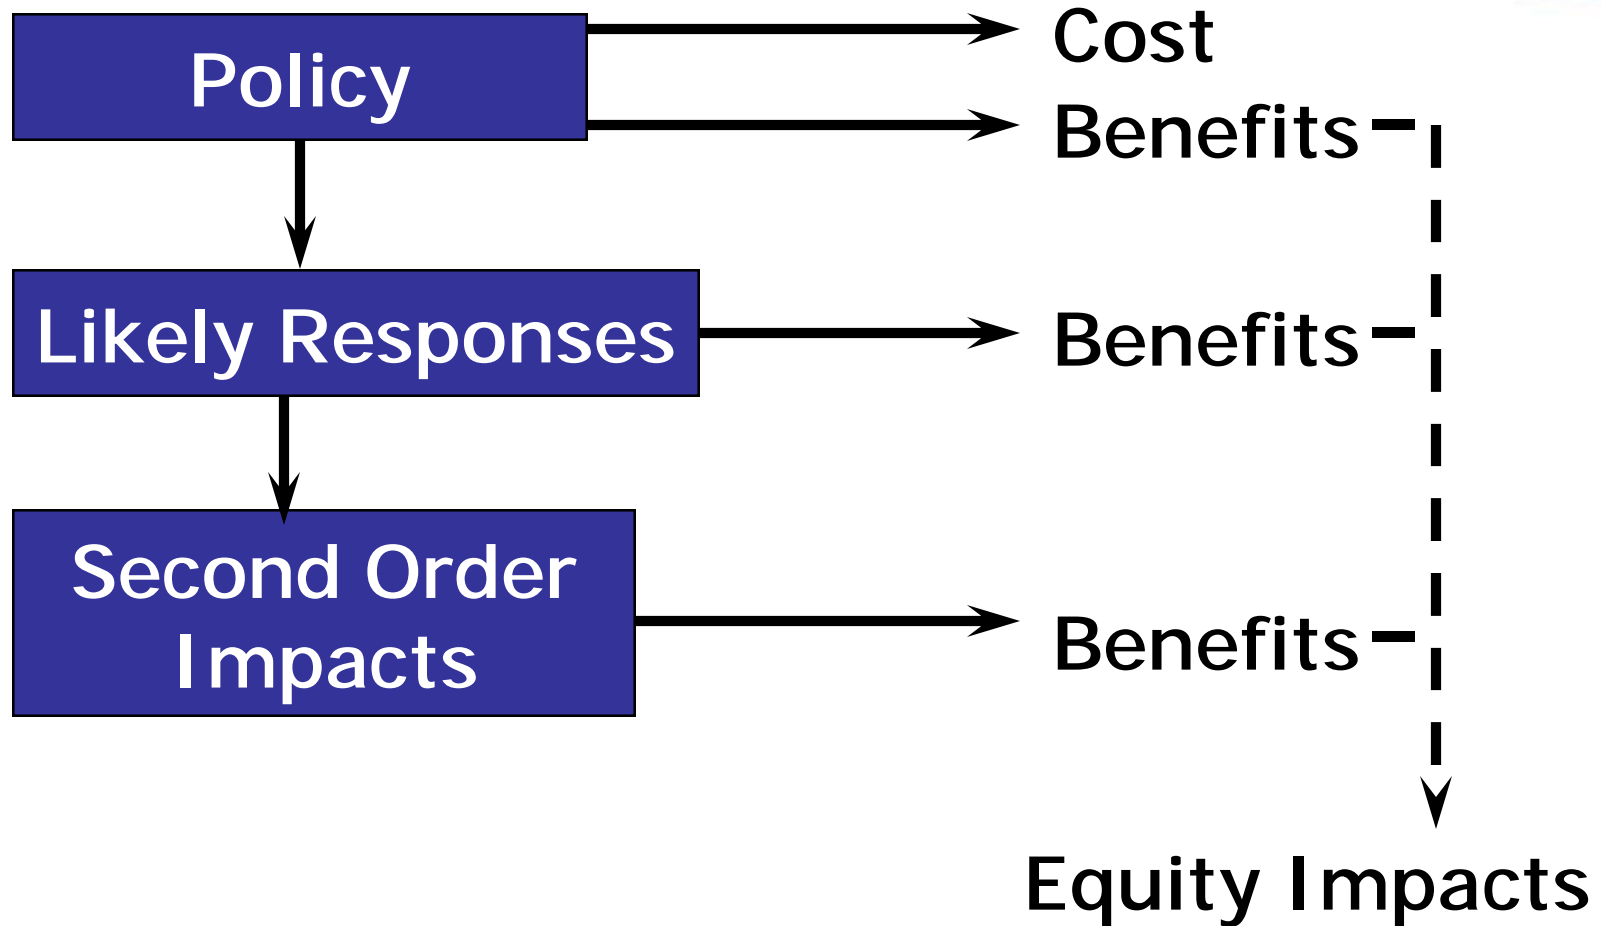 Policy
Cost
Benefits
Likely Responses
Benefits
Second Order
Impacts
Benefits
Equity Impacts